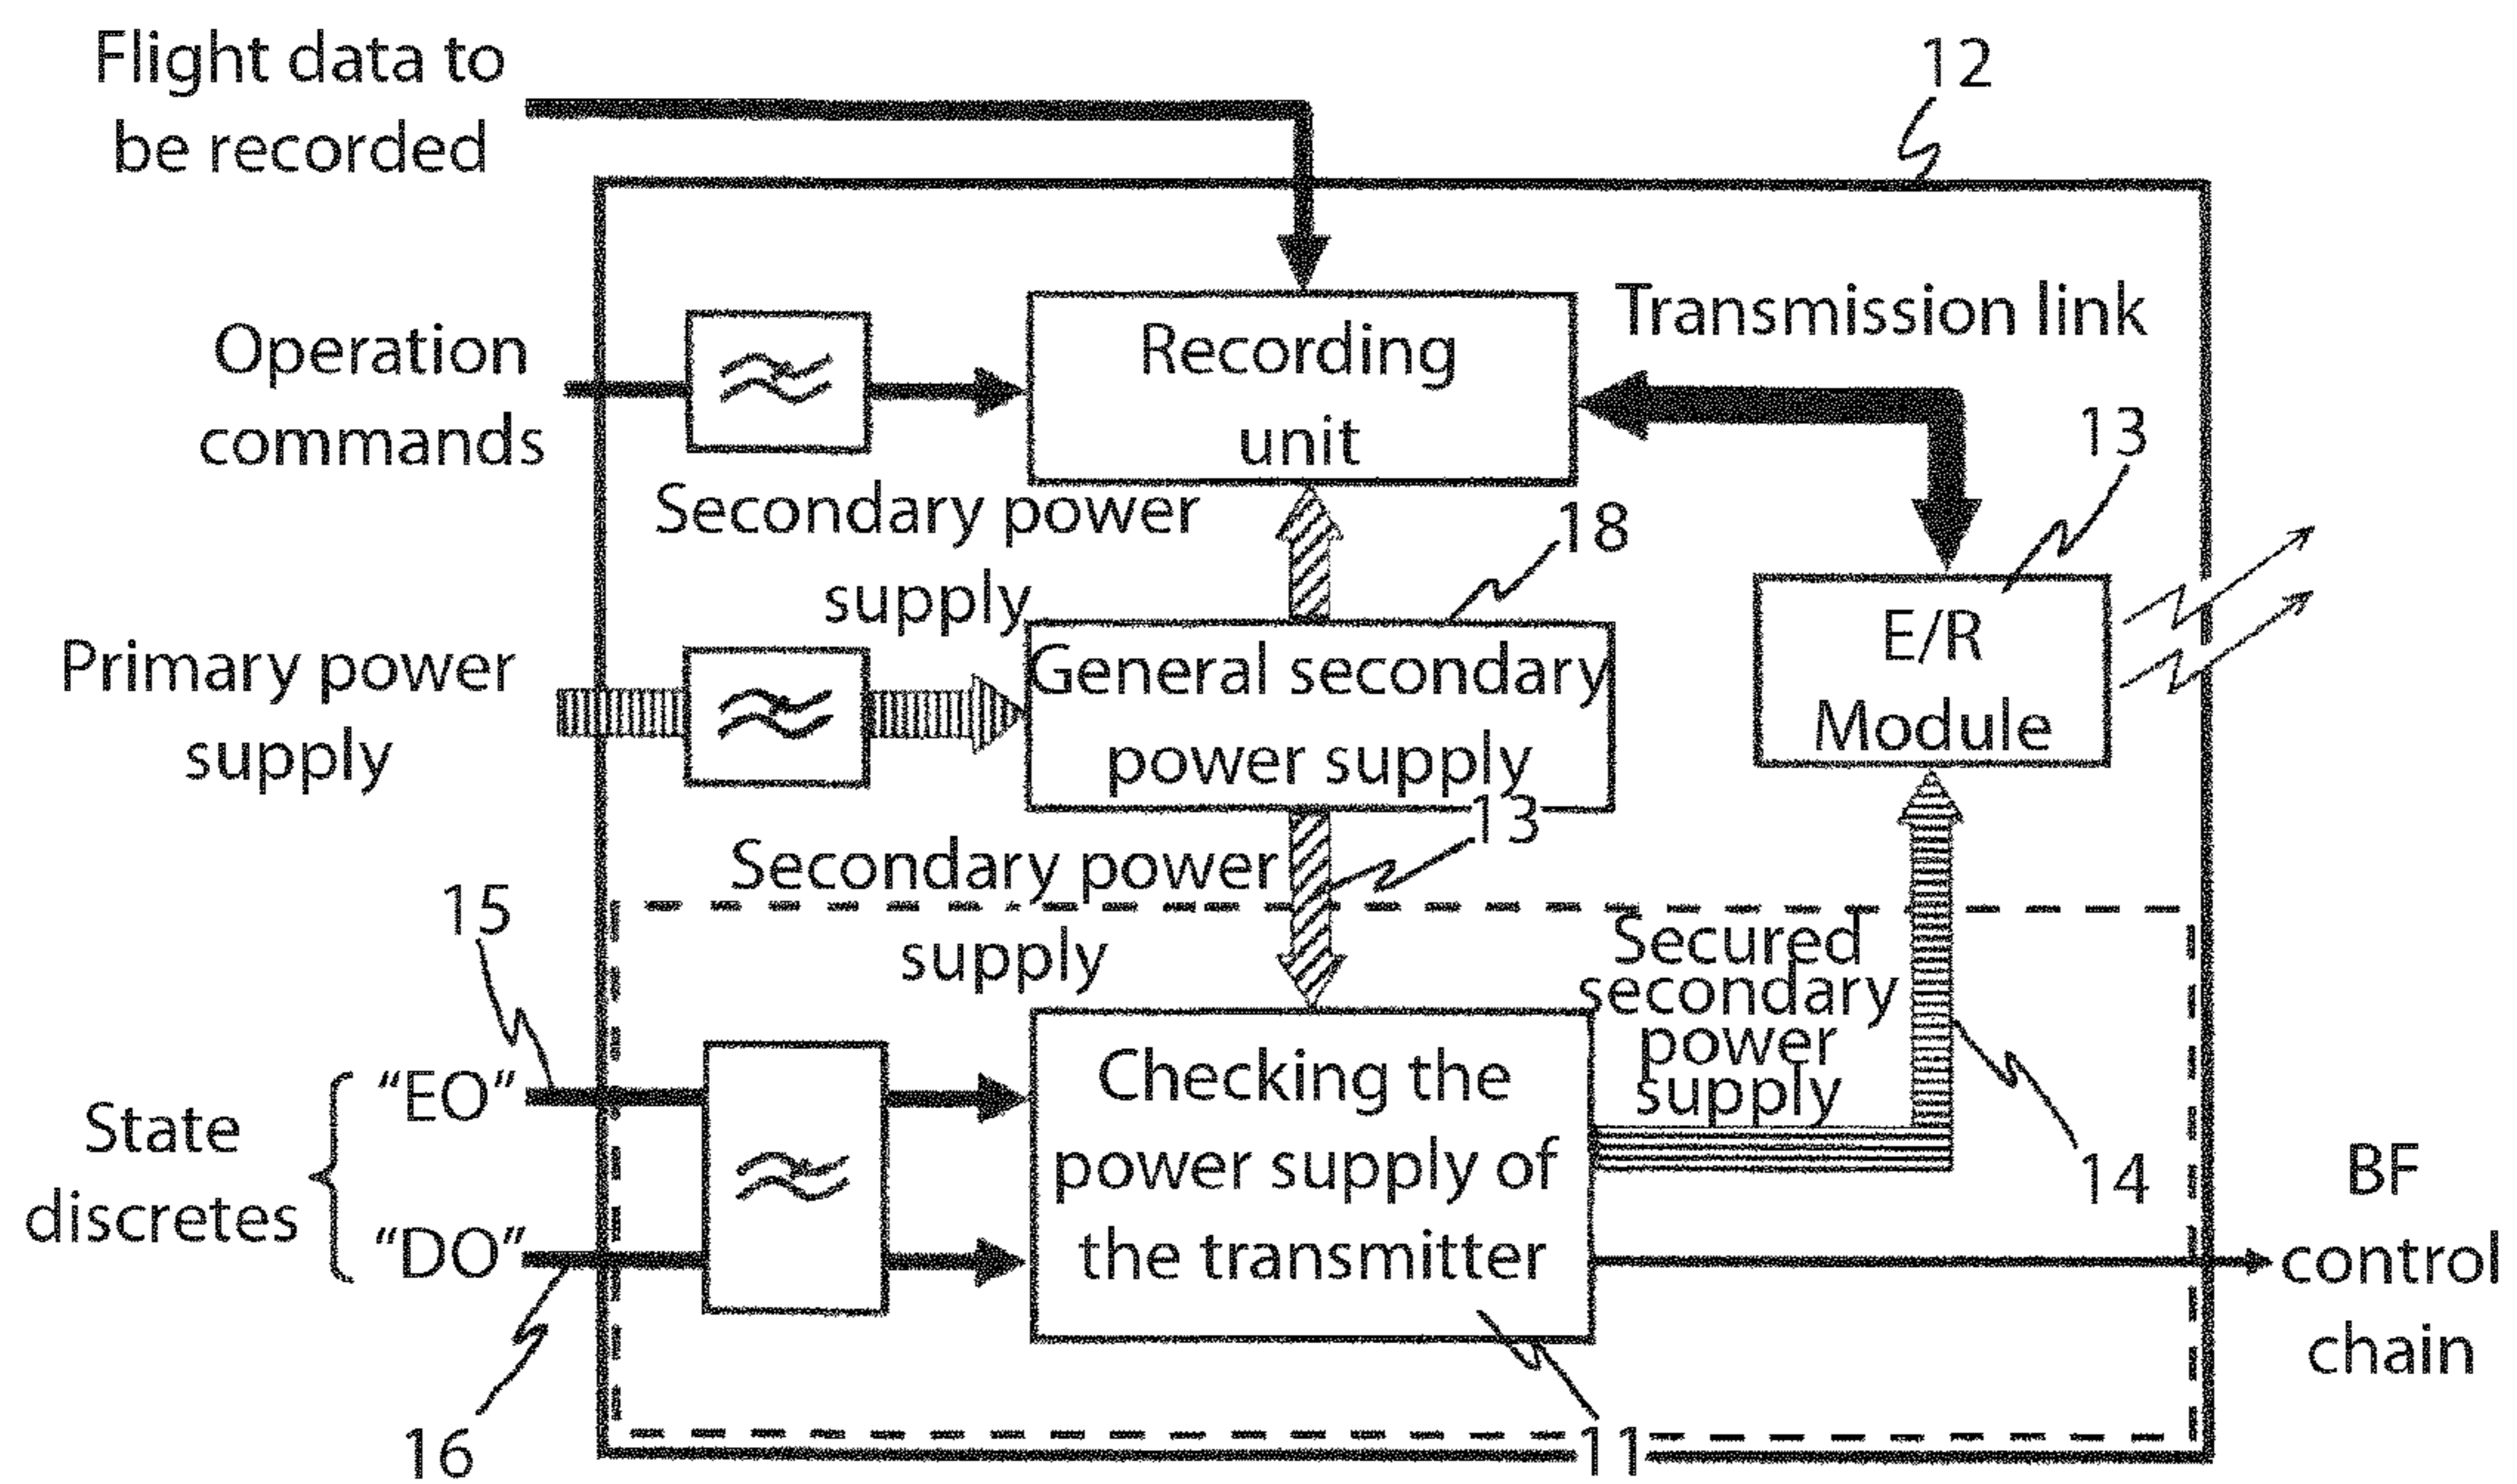 Flight data to
be recorded
12
Operation
commands
Recording
unit
Transmission link
13
Secondary power
supply
18
Primary power
supply
General secondary
power supply
E/R
Module
13
Secondary power
supply
15
Secured
secondary
power
supply
State
discretes
"EO"
"DO"
Checking the
power supply of
the transmitter
14
BF
control
chain
16
11